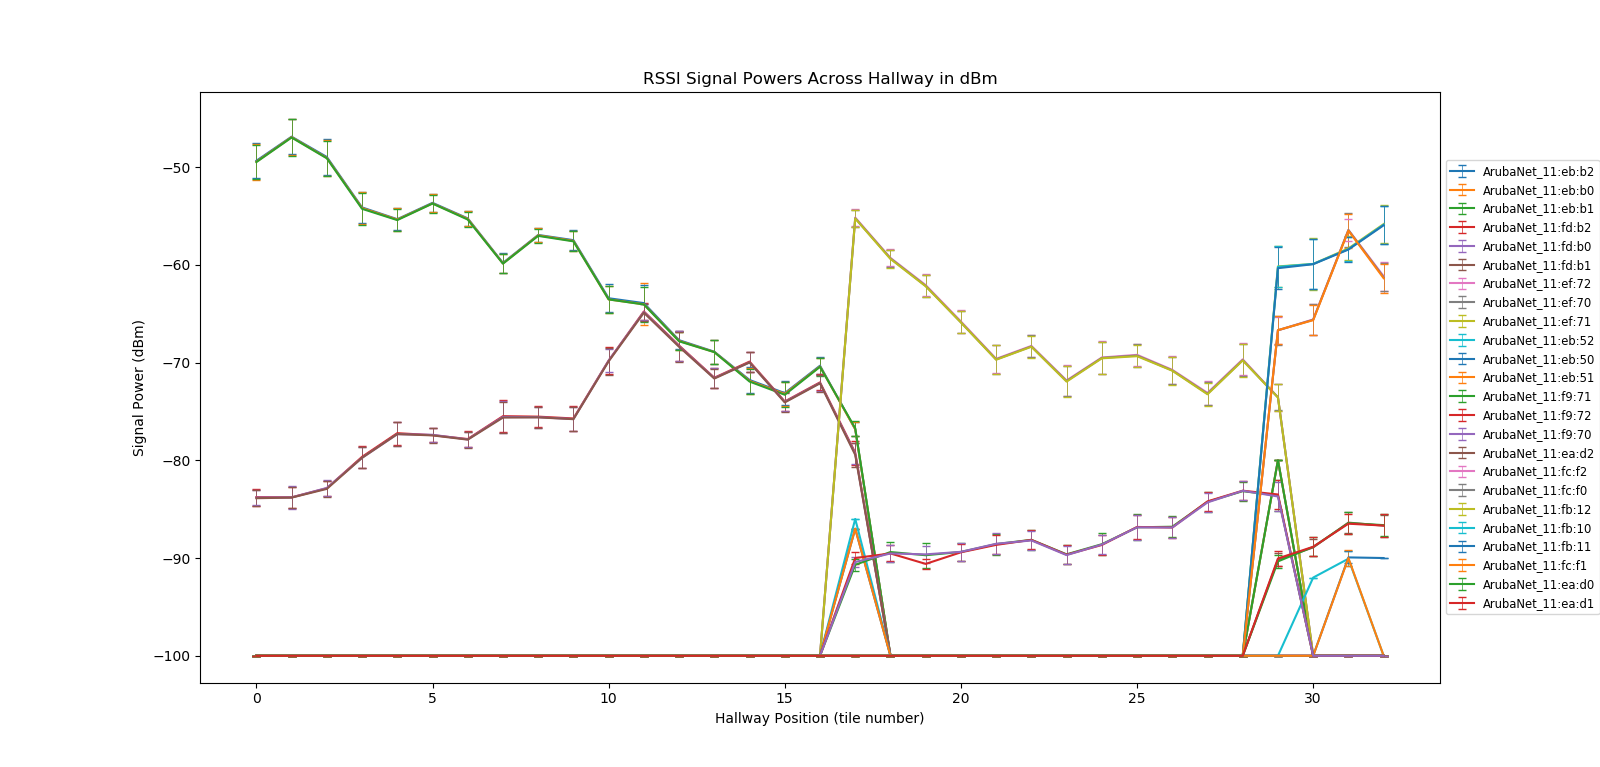 RSSI Signal Powers Across Hallway in dBm
Signal Power (dBm)
−50
−60
−70
−80
−90
−100
0 5 10 15 20 25 30
Hallway Position (tile number)
ArubaNet_11:eb:b2
ArubaNet_11:eb:b0
ArubaNet_11:eb:b1
ArubaNet_11:fd:b2
ArubaNet_11:fd:b0
ArubaNet_11:fd:b1
ArubaNet_11:ef:72
ArubaNet_11:ef:70
ArubaNet_11:ef:71
ArubaNet_11:eb:52
ArubaNet_11:eb:50
ArubaNet_11:eb:51
ArubaNet_11:f9:71
ArubaNet_11:f9:72
ArubaNet_11:f9:70
ArubaNet_11:ea:d2
ArubaNet_11:fc:f2
ArubaNet_11:fc:f0
ArubaNet_11:fb:12
ArubaNet_11:fb:10
ArubaNet_11:fb:11
ArubaNet_11:fc:f1
ArubaNet_11:ea:d0
ArubaNet_11:ea:d1